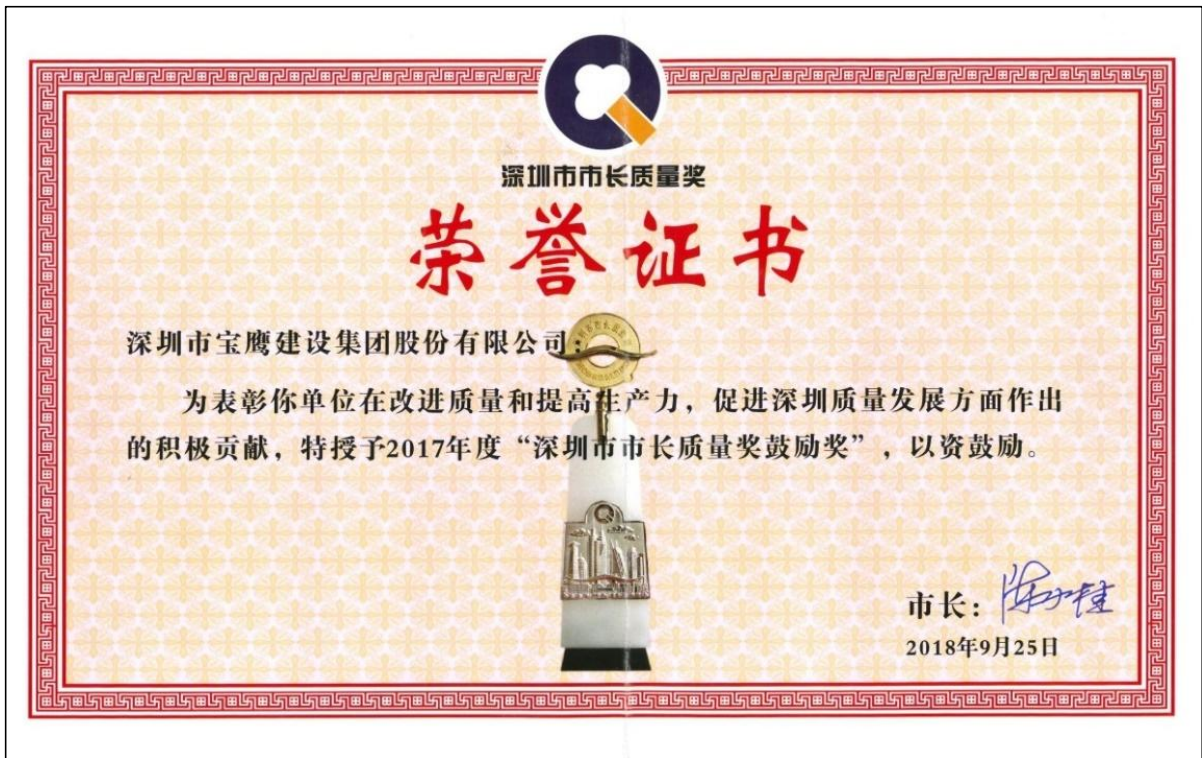 深圳市市长质量奖
荣誉证书
深圳市宝鹰建设集团股份有限公司：
为表彰你单位在改进质量和提高生产力，促进深圳质量发展方面作出
的积极贡献，特授予2017年度“深圳市市长质量奖鼓励奖”，以资鼓励。
市长：陈如桂
2018年9月25日